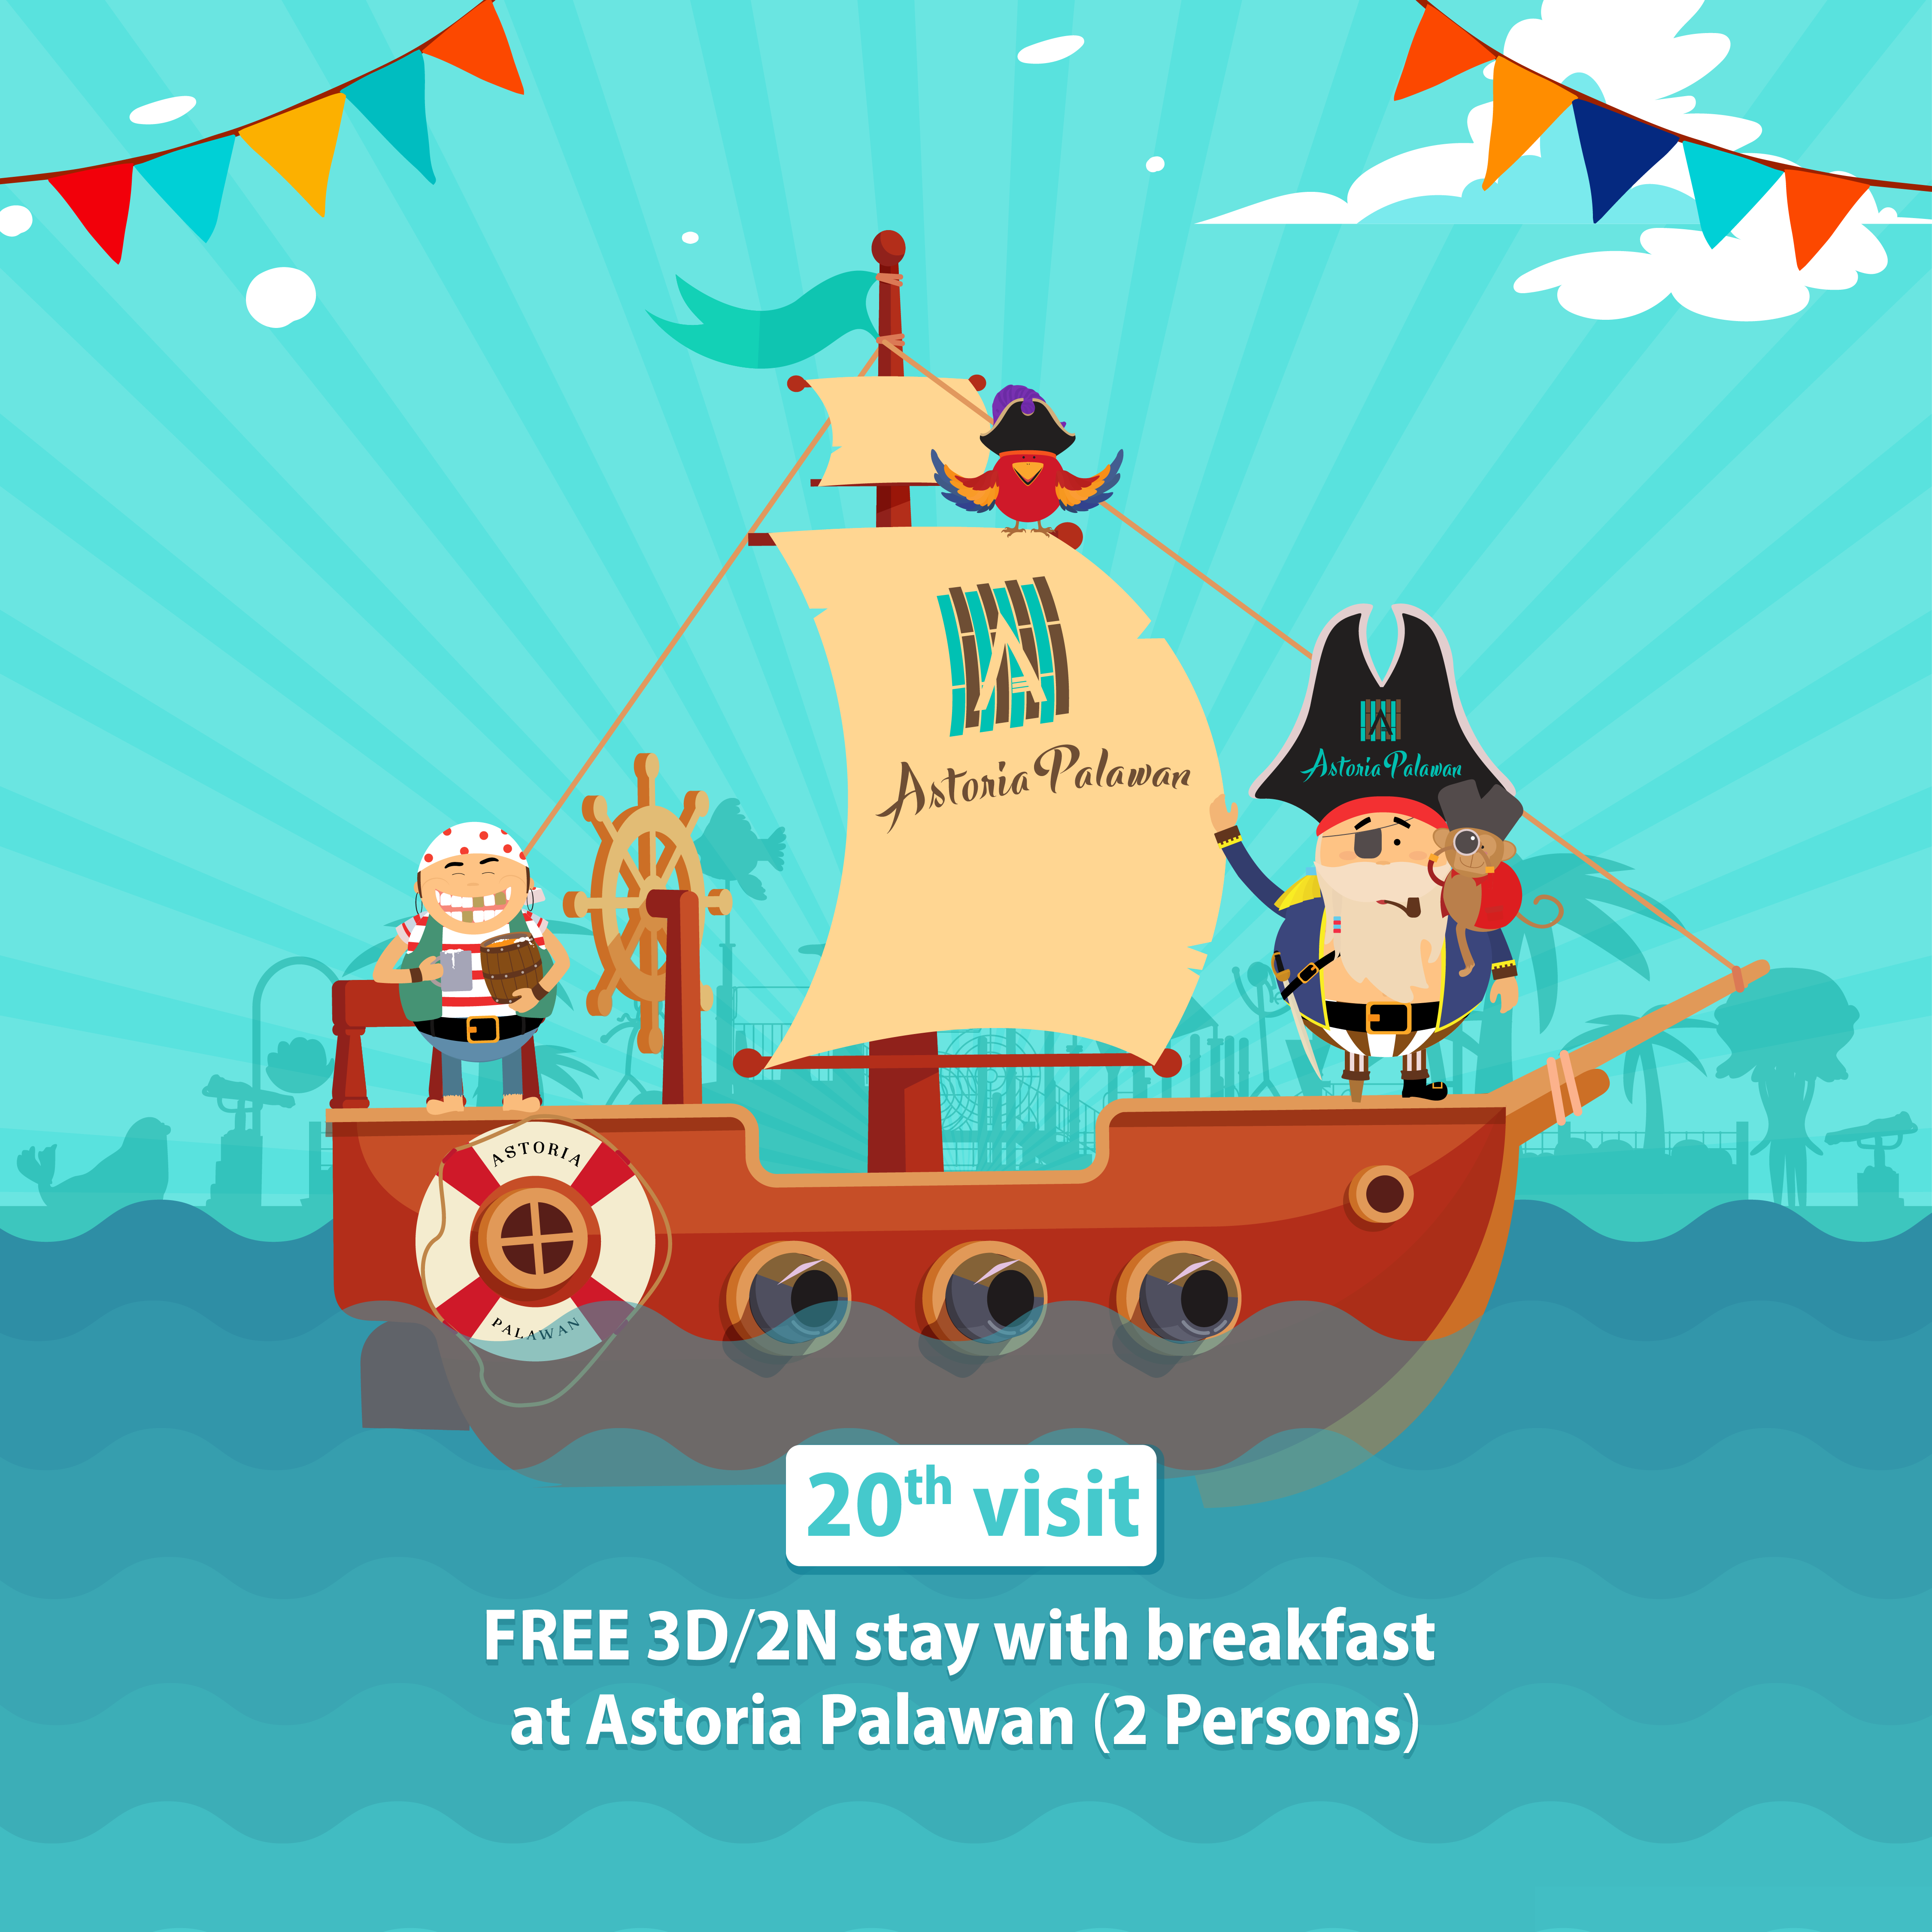 Astoria Palawan
Astoria Palawan
ASTORIA
PALAWAN
20th visit
FREE 3D/2N stay with breakfast
at Astoria Palawan (2 Persons)